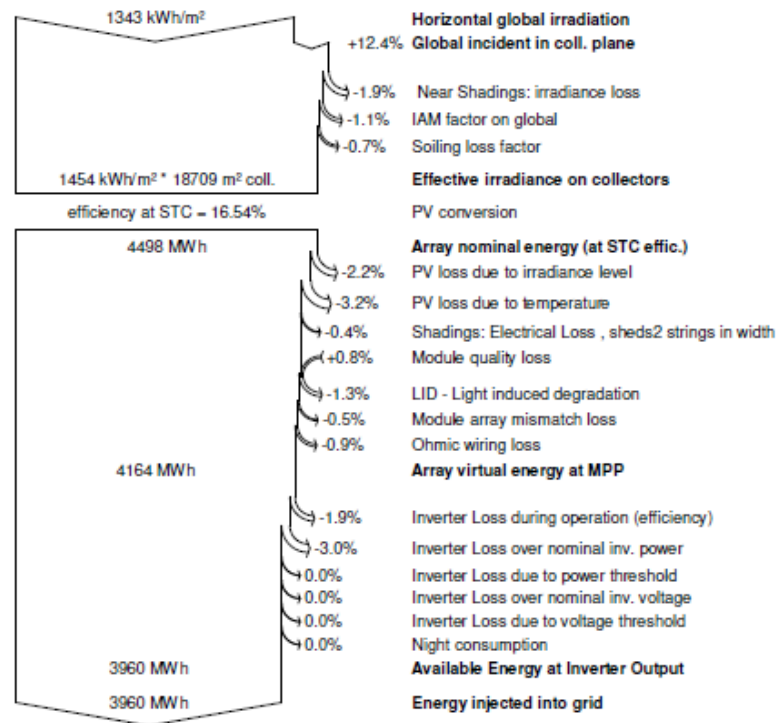 1343 kWh/m² Horizontal global irradiation
+12.4% Global incident in coll. plane
-1.9% Near Shadings: irradiance loss
-1.1% IAM factor on global
-0.7% Soiling loss factor
1454 kWh/m² * 18709 m² coll. Effective irradiance on collectors
efficiency at STC = 16.54% PV conversion
4498 MWh Array nominal energy (at STC effic.)
-2.2% PV loss due to irradiance level
-3.2% PV loss due to temperature
-0.4% Shadings: Electrical Loss , sheds2 strings in width
+0.8% Module quality loss
-1.3% LID - Light induced degradation
-0.5% Module array mismatch loss
-0.9% Ohmic wiring loss
4164 MWh Array virtual energy at MPP
-1.9% Inverter Loss during operation (efficiency)
-3.0% Inverter Loss over nominal inv. power
0.0% Inverter Loss due to power threshold
0.0% Inverter Loss over nominal inv. voltage
0.0% Inverter Loss due to voltage threshold
0.0% Night consumption
3960 MWh Available Energy at Inverter Output
3960 MWh Energy injected into grid